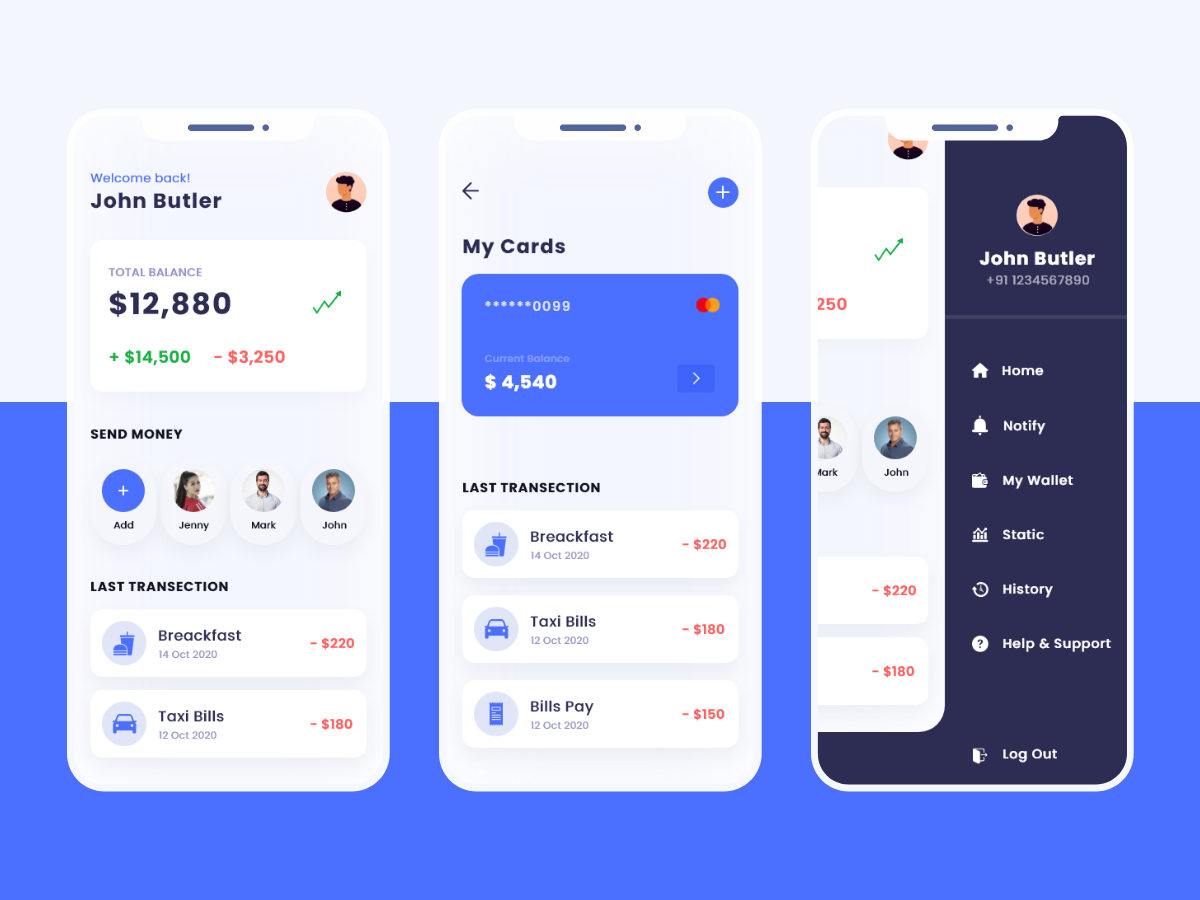 Welcome back!
John Butler
TOTAL BALANCE
$12,880
+ $14,500 - $3,250
SEND MONEY
Add Jenny Mark John
LAST TRANSECTION
Breackfast
14 Oct 2020
- $220
Taxi Bills
12 Oct 2020
- $180
My Cards
******0099
Current Balance
$ 4,540
LAST TRANSECTION
Breackfast
14 Oct 2020
- $220
Taxi Bills
12 Oct 2020
- $180
Bills Pay
12 Oct 2020
- $150
250
Mark John
- $220
- $180
John Butler
+91 1234567890
Home
Notify
My Wallet
Static
History
Help & Support
Log Out